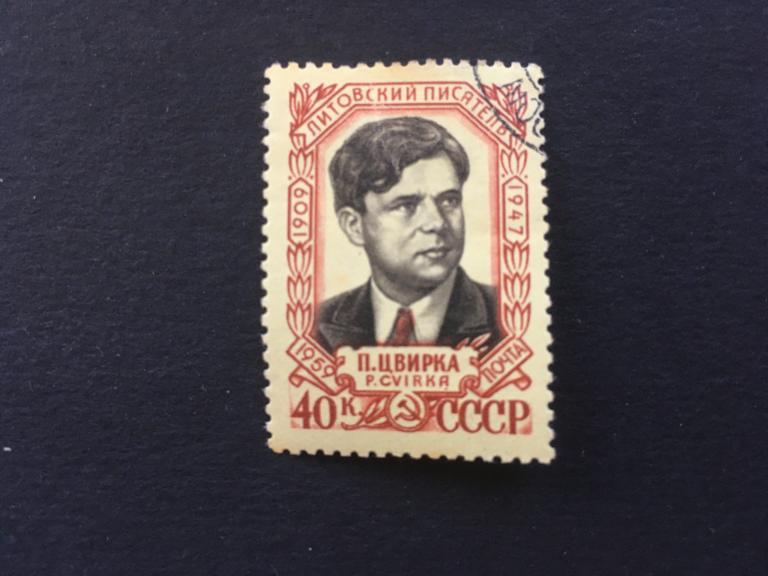 ЛИТОВСКИЙ ПИСАТЕЛЬ
1909
1947
1959
ПОЧТА
П. ЦВИРКА
P. CVIRKA
40 К. СССР